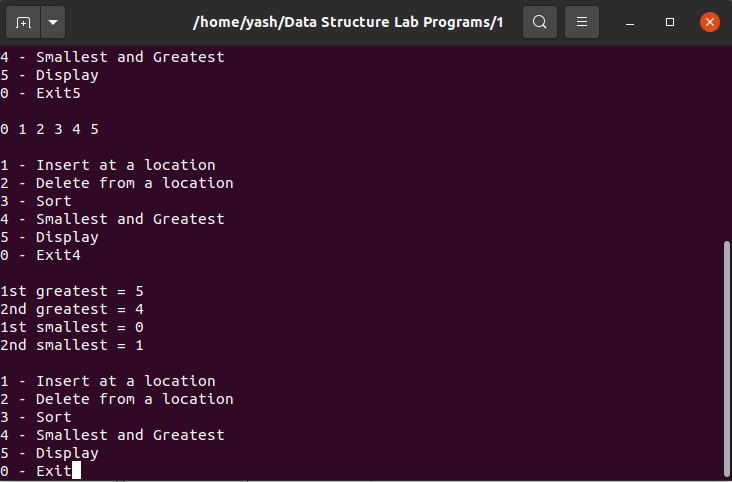 /home/yash/Data Structure Lab Programs/1
4 - Smallest and Greatest
5 - Display
0 - Exit5
0 1 2 3 4 5
1 - Insert at a location
2 - Delete from a location
3 - Sort
4 - Smallest and Greatest
5 - Display
0 - Exit4
1st greatest = 5
2nd greatest = 4
1st smallest = 0
2nd smallest = 1
1 - Insert at a location
2 - Delete from a location
3 - Sort
4 - Smallest and Greatest
5 - Display
0 - Exit